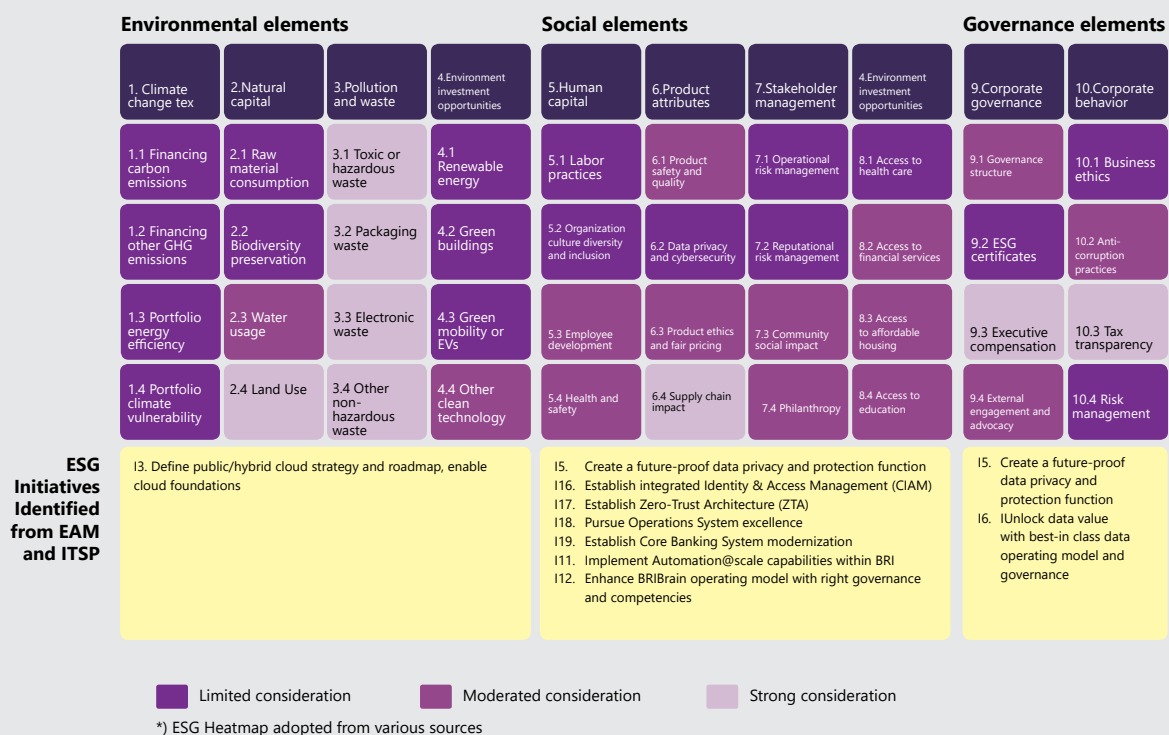 Environmental elements
Social elements
Governance elements
1. Climate
change tex
2.Natural
capital
3.Pollution
and waste
4.Environment
investment
opportunities
5.Human
capital
6.Product
attributes
7.Stakeholder
management
4.Environment
investment
opportunities
9.Corporate
governance
10.Corporate
behavior
1.1 Financing
carbon
emissions
2.1 Raw
material
consumption
3.1 Toxic or
hazardous
waste
4.1
Renewable
energy
5.1 Labor
practices
6.1 Product
safety and
quality
7.1 Operational
risk management
8.1 Access to
health care
9.1 Governance
structure
10.1 Business
ethics
1.2 Financing
other GHG
emissions
2.2
Biodiversity
preservation
3.2 Packaging
waste
4.2 Green
buildings
5.2 Organization
culture diversity
and inclusion
6.2 Data privacy
and cybersecurity
7.2 Reputational
risk management
8.2 Access to
financial services
9.2 ESG
certificates
10.2 Anti-
corruption
practices
1.3 Portfolio
energy
efficiency
2.3 Water
usage
3.3 Electronic
waste
4.3 Green
mobility or
EVs
5.3 Employee
development
6.3 Product ethics
and fair pricing
7.3 Community
social impact
8.3 Access
to affordable
housing
9.3 Executive
compensation
10.3 Tax
transparency
1.4 Portfolio
climate
vulnerability
2.4 Land Use
3.4 Other
non-
hazardous
waste
4.4 Other
clean
technology
5.4 Health and
safety
6.4 Supply chain
impact
7.4 Philanthropy
8.4 Access to
education
9.4 External
engagement and
advocacy
10.4 Risk
management
ESG
Initiatives
Identified
from EAM
and ITSP
I3. Define public/hybrid cloud strategy and roadmap, enable
cloud foundations
I5. Create a future-proof data privacy and protection function
I16. Establish integrated Identity & Access Management (CIAM)
I17. Establish Zero-Trust Architecture (ZTA)
I18. Pursue Operations System excellence
I19. Establish Core Banking System modernization
I11. Implement Automation@scale capabilities within BRI
I12. Enhance BRIBrain operating model with right governance
and competencies
I5. Create a future-proof
data privacy and
protection function
I6. IUnlock data value
with best-in class data
operating model and
governance
Limited consideration
Moderated consideration
Strong consideration
*) ESG Heatmap adopted from various sources